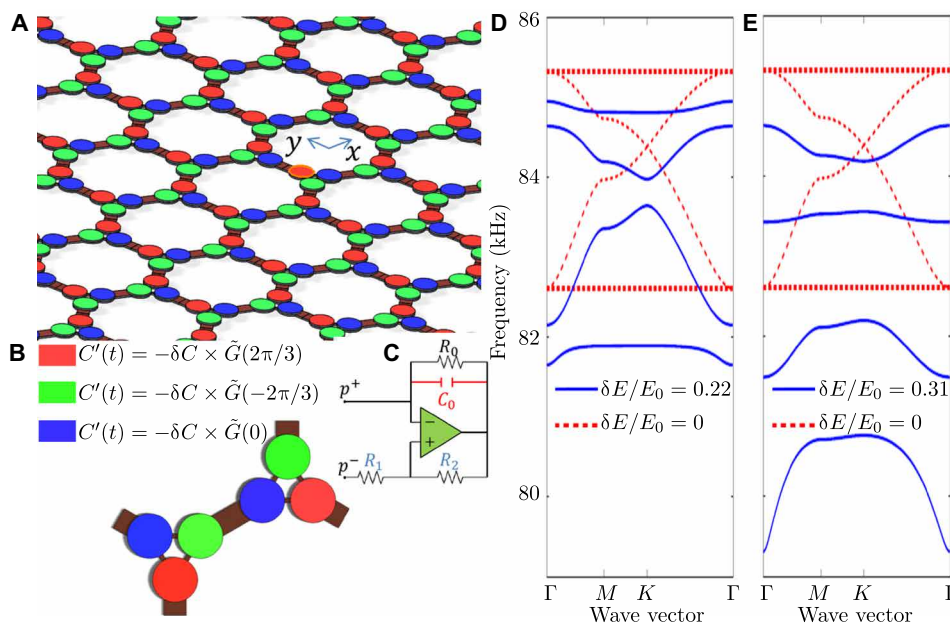 A
y
x
B
C′(t) = −δC × G̃(2π/3)
C′(t) = −δC × G̃(−2π/3)
C′(t) = −δC × G̃(0)
C
R₀
C₀
p⁺
−
+
p⁻
R₁
R₂
D
86
84
82
80
Frequency (kHz)
δE/E₀ = 0.22
δE/E₀ = 0
Γ M K Γ
Wave vector
E
δE/E₀ = 0.31
δE/E₀ = 0
Γ M K Γ
Wave vector